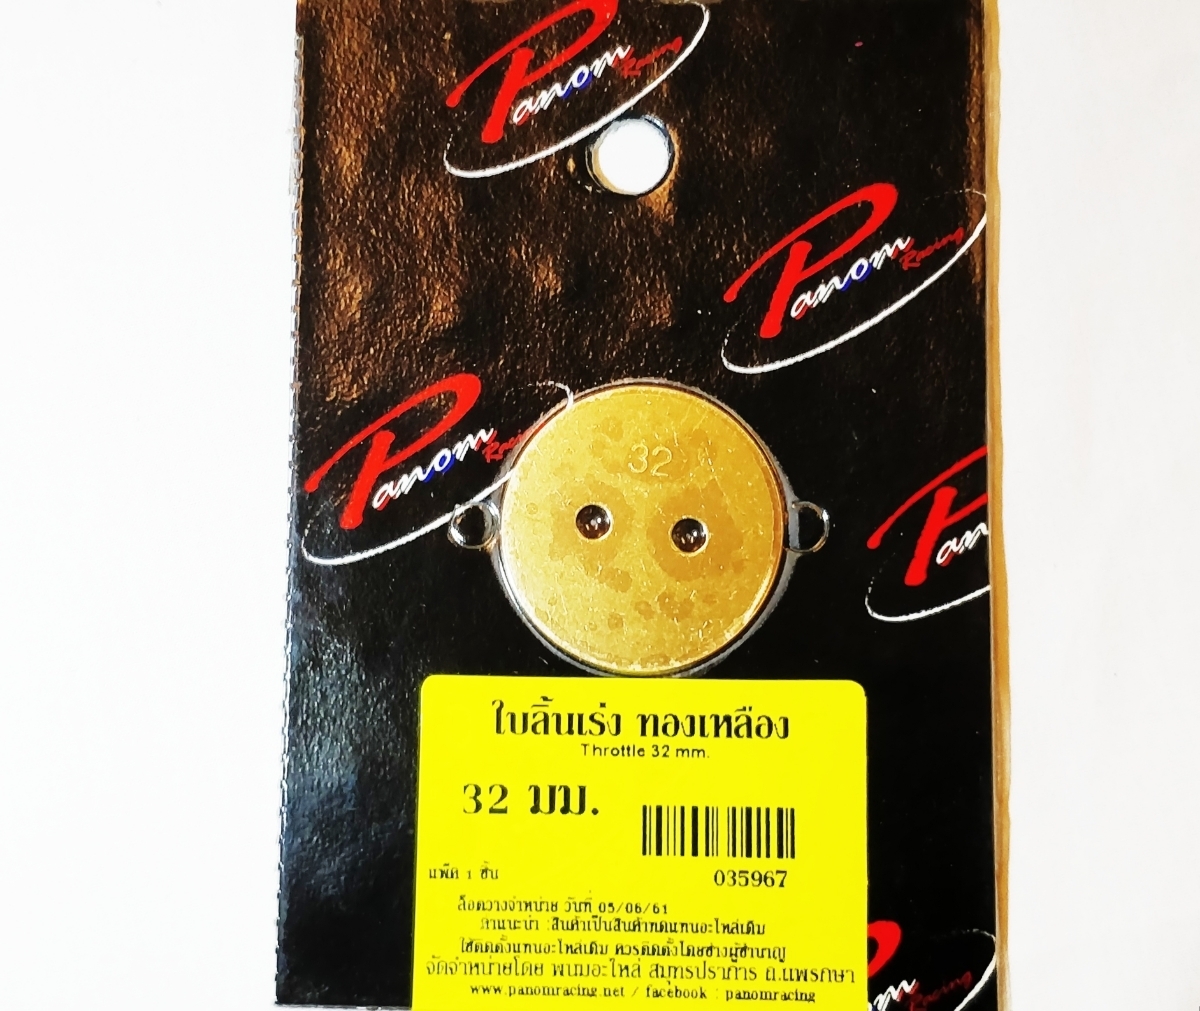 Panom Racing
Panom Racing
Panom Racing
Panom
32
ใบลิ้นเร่ง ทองเหลือง
Throttle 32 mm.
32 มม.
035967
แพ็ค 1 ชิ้น
ล็อตวางจำหน่าย วันที่ 05/06/61
คำแนะนำ :สินค้าเป็นสินค้าทดแทนอะไหล่เดิม
ใช้ติดตั้งแทนอะไหล่เดิม ควรติดตั้งโดยช่างผู้ชำนาญ
จัดจำหน่ายโดย พนมอะไหล่ สมุทรปราการ ถ.แพรกษา
www.panomracing.net / facebook : panomracing
Racing